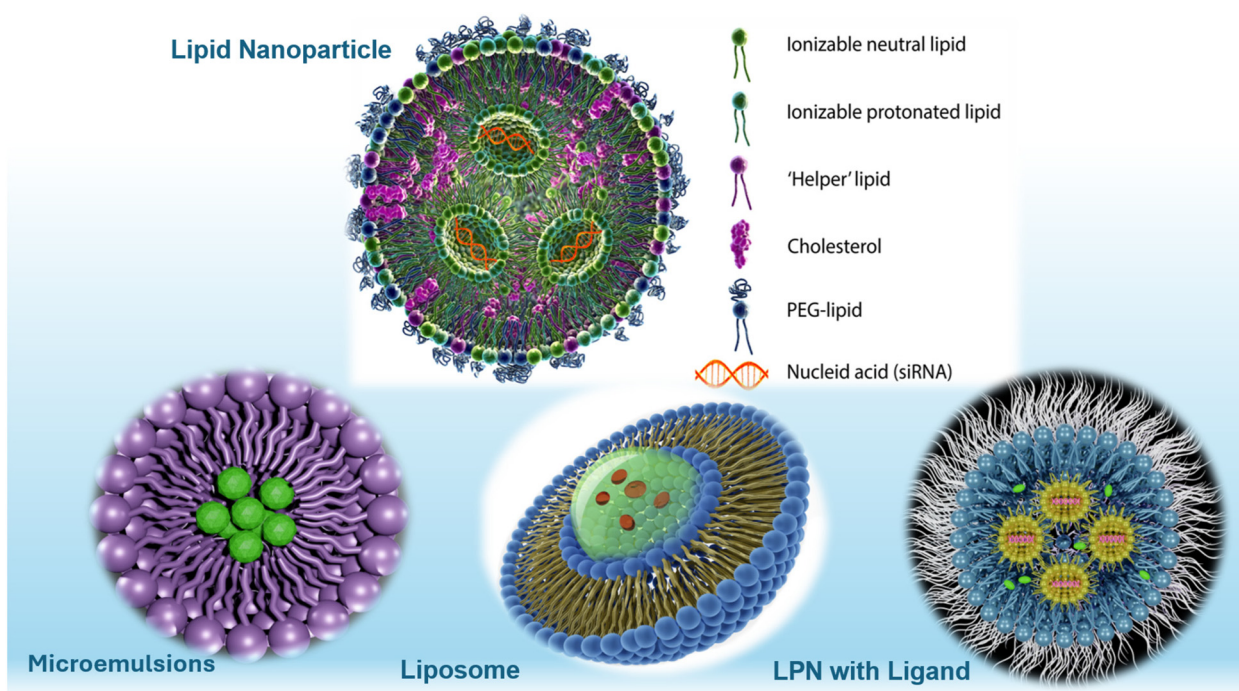 Lipid Nanoparticle
Ionizable neutral lipid
Ionizable protonated lipid
‘Helper’ lipid
Cholesterol
PEG-lipid
Nucleid acid (siRNA)
Microemulsions
Liposome
LPN with Ligand